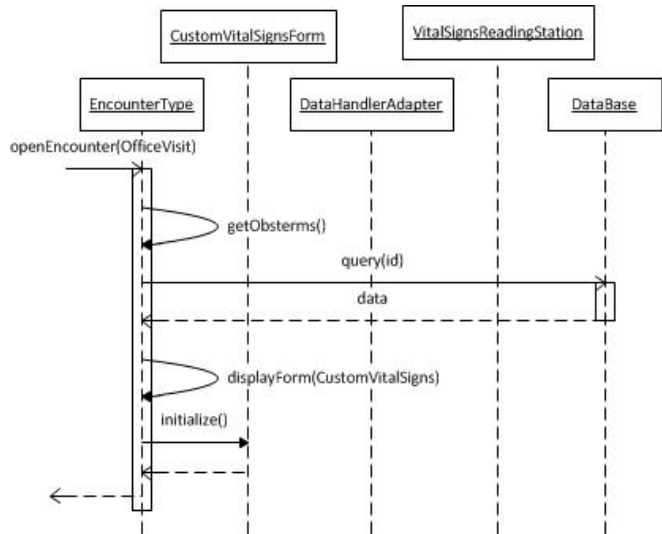 CustomVitalSignsForm
VitalSignsReadingStation
EncounterType
DataHandlerAdapter
DataBase
openEncounter(OfficeVisit)
getObsterms()
query(id)
data
displayForm(CustomVitalSigns)
initialize()